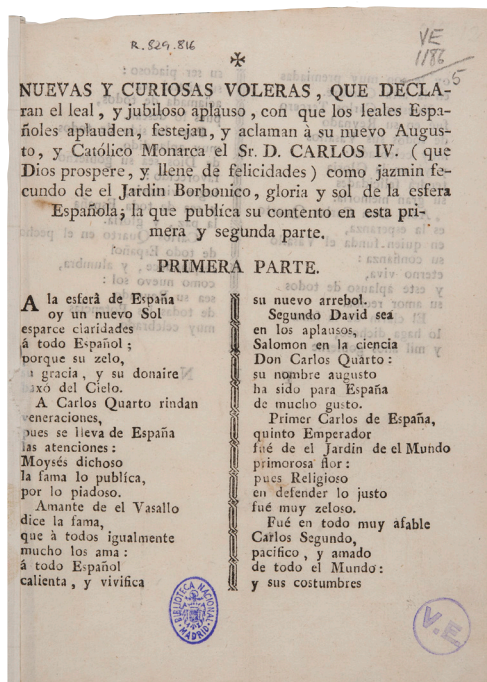 R. 829.816
VE
1186
5
NUEVAS Y CURIOSAS VOLERAS, QUE DECLA-
ran el leal, y jubiloso aplauso, con que los leales Espa-
ñoles aplauden, festejan, y aclaman à su nuevo Augus-
to, y Católico Monarca el Sr. D. CARLOS IV. (que
Dios prospere, y llene de felicidades) como jazmin fe-
cundo de el Jardin Borbonico, gloria y sol de la esfera
Española; la que publíca su contento en esta pri-
mera y segunda parte.
PRIMERA PARTE.
A la esferà de España
oy un nuevo Sol
esparce claridades
á todo Español;
porque su zelo,
gracia, y su donaire
axó del Cielo.
A Carlos Quarto rindan
veneraciones,
pues se lleva de España
las atenciones:
Moysés dichoso
la fama lo publíca,
por lo piadoso.
Amante de el Vasallo
dice la fama,
que à todos igualmente
mucho los ama:
á todo Español
calienta, y vivifica
su nuevo arrebol.
Segundo David sea
en los aplausos,
Salomon en la ciencia
Don Carlos Quarto:
su nombre augusto
ha sido para España
de mucho gusto.
Primer Carlos de España,
quinto Emperador
fué de el Jardin de el Mundo
primorosa flor:
pues Religioso
en defender lo justo
fué muy zeloso.
Fué en todo muy afable
Carlos Segundo,
pacifico, y amado
de todo el Mundo:
y sus costumbres
BIBLIOTECA NACIONAL
MADRID
V.E.